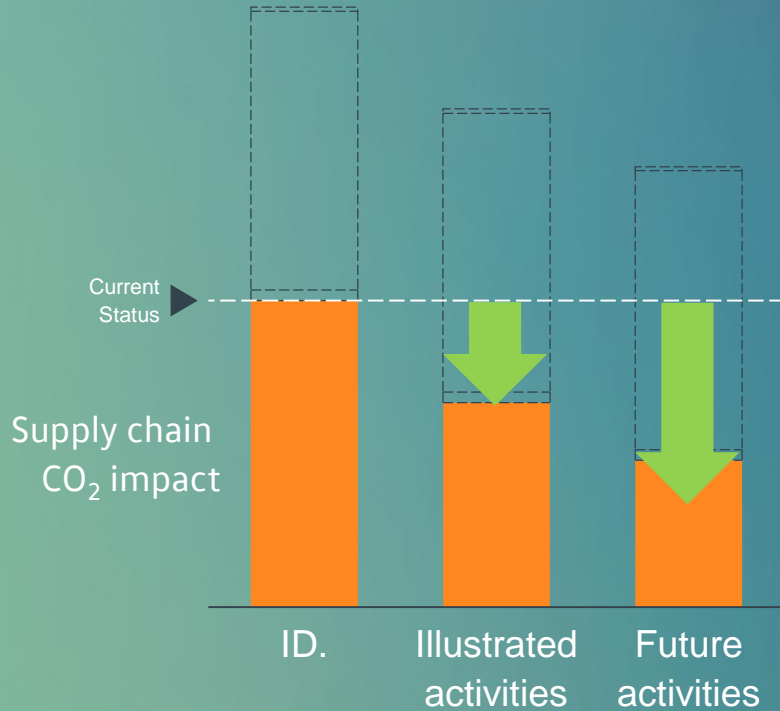 Current
Status
Supply chain
CO₂ impact
ID.
Illustrated
activities
Future
activities